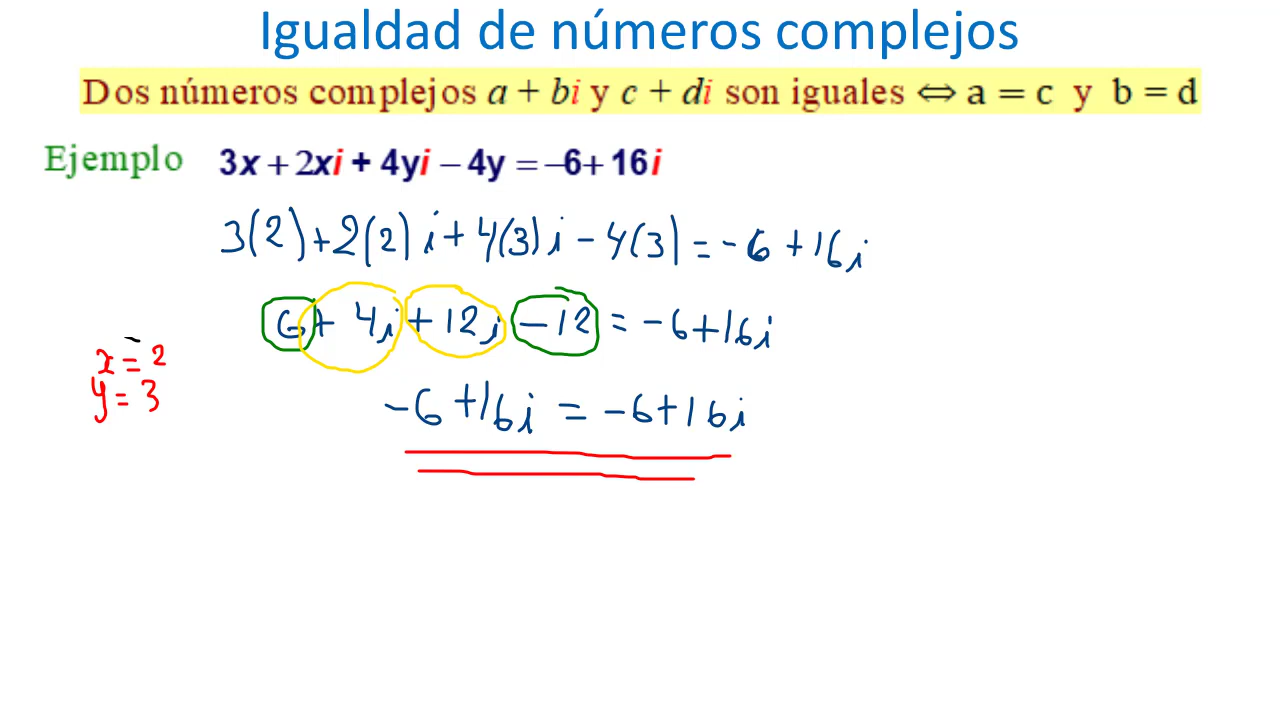 Igualdad de números complejos
Dos números complejos a + bi y c + di son iguales ⇔ a = c y b = d
Ejemplo 3x + 2xi + 4yi − 4y = −6 + 16i
3(2) + 2(2)i + 4(3)i − 4(3) = -6 + 16i
6 + 4i + 12i − 12 = -6 + 16i
x = 2
y = 3
-6 + 16i = -6 + 16i